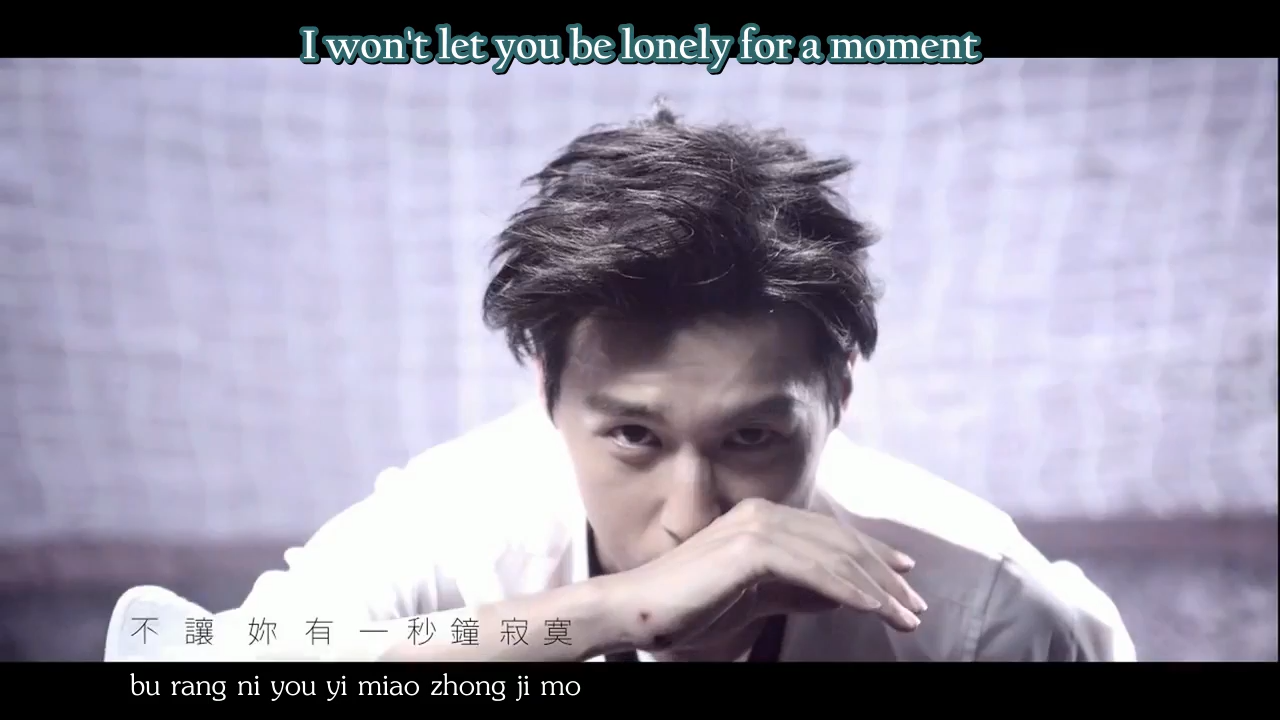 I won't let you be lonely for a moment
不 讓 妳 有 一 秒 鐘 寂 寞
bu rang ni you yi miao zhong ji mo